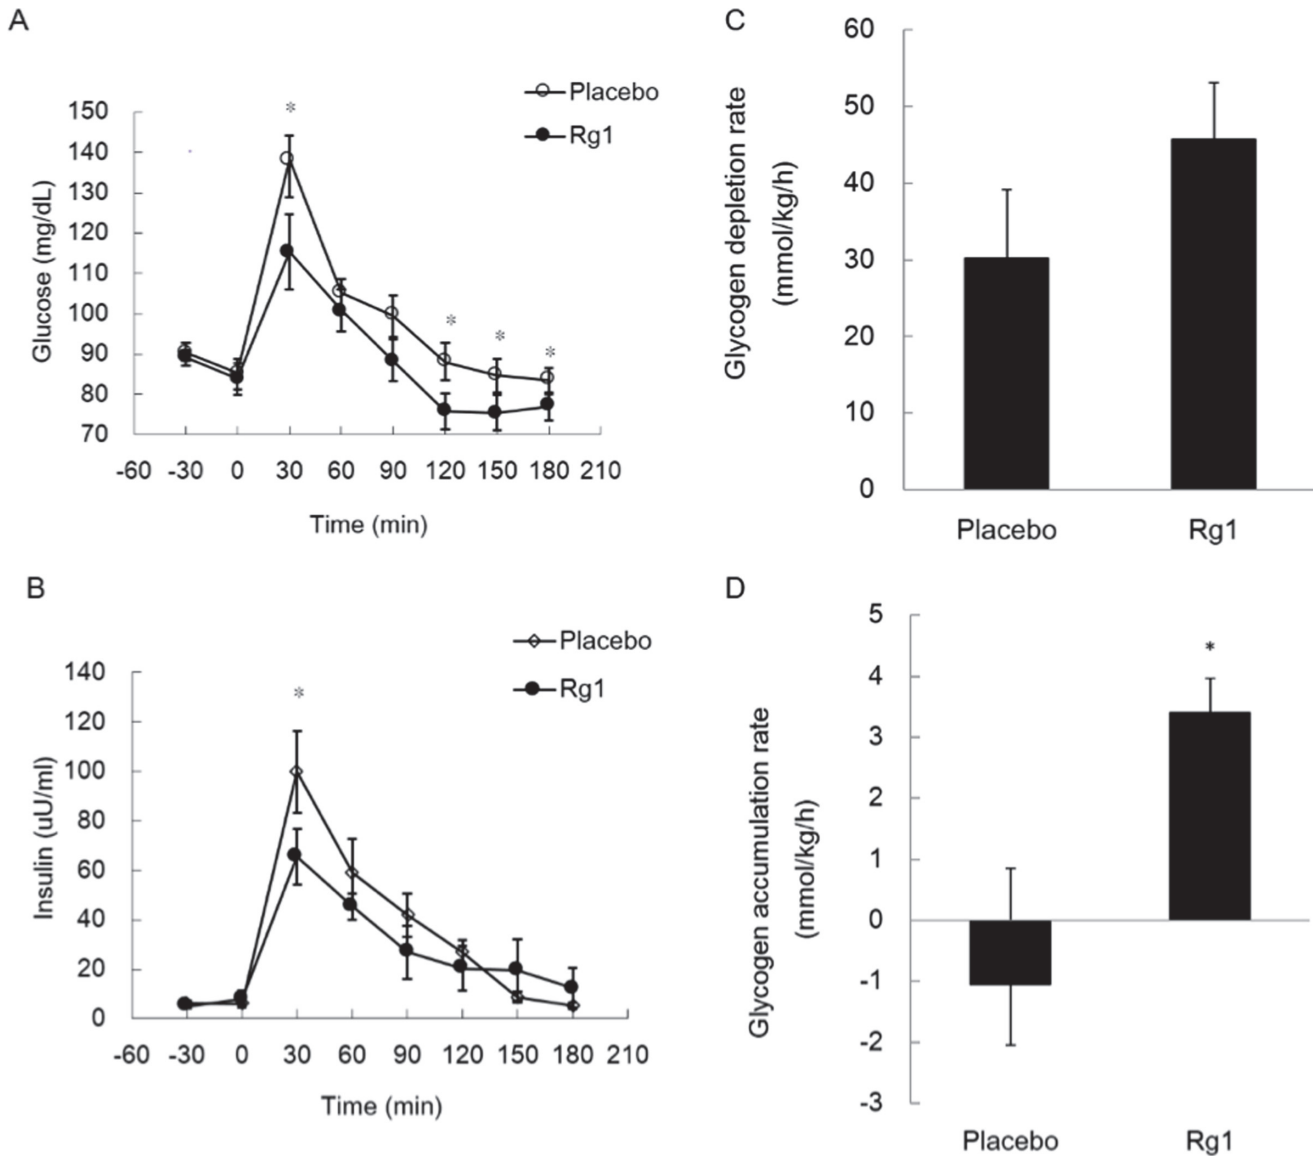 A
Placebo
Rg1
*
150
140
130
120
110
100
90
80
70
*
*
*
Glucose (mg/dL)
-60 -30 0 30 60 90 120 150 180 210
Time (min)
B
Placebo
Rg1
*
140
120
100
80
60
40
20
0
Insulin (uU/ml)
-60 -30 0 30 60 90 120 150 180 210
Time (min)
C
60
50
40
30
20
10
0
Glycogen depletion rate
(mmol/kg/h)
Placebo Rg1
D
5
4
3
2
1
0
-1
-2
-3
*
Glycogen accumulation rate
(mmol/kg/h)
Placebo Rg1